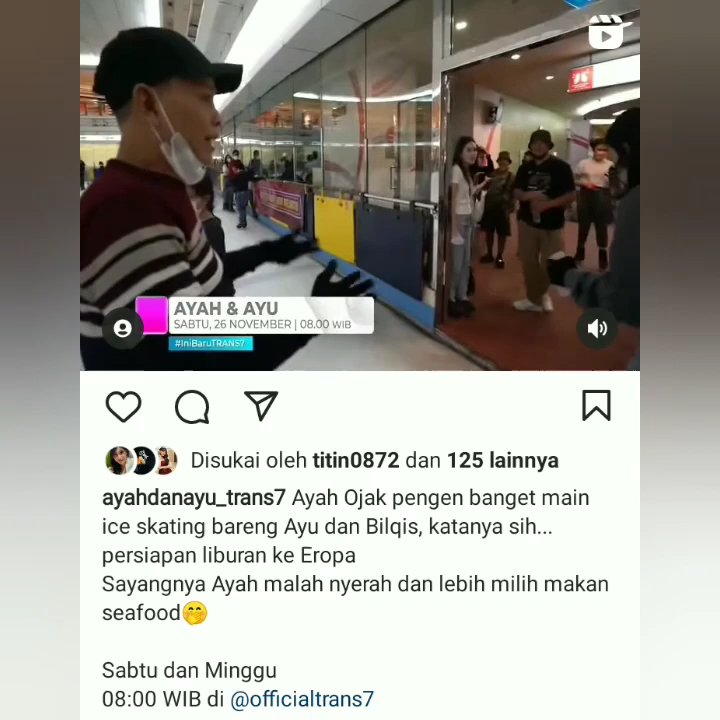 AYAH & AYU
SABTU, 26 NOVEMBER | 08.00 WIB
#IniBaruTRANS7
Disukai oleh titin0872 dan 125 lainnya
ayahdanayu_trans7 Ayah Ojak pengen banget main
ice skating bareng Ayu dan Bilqis, katanya sih...
persiapan liburan ke Eropa
Sayangnya Ayah malah nyerah dan lebih milih makan
seafood🤭
Sabtu dan Minggu
08:00 WIB di @officialtrans7